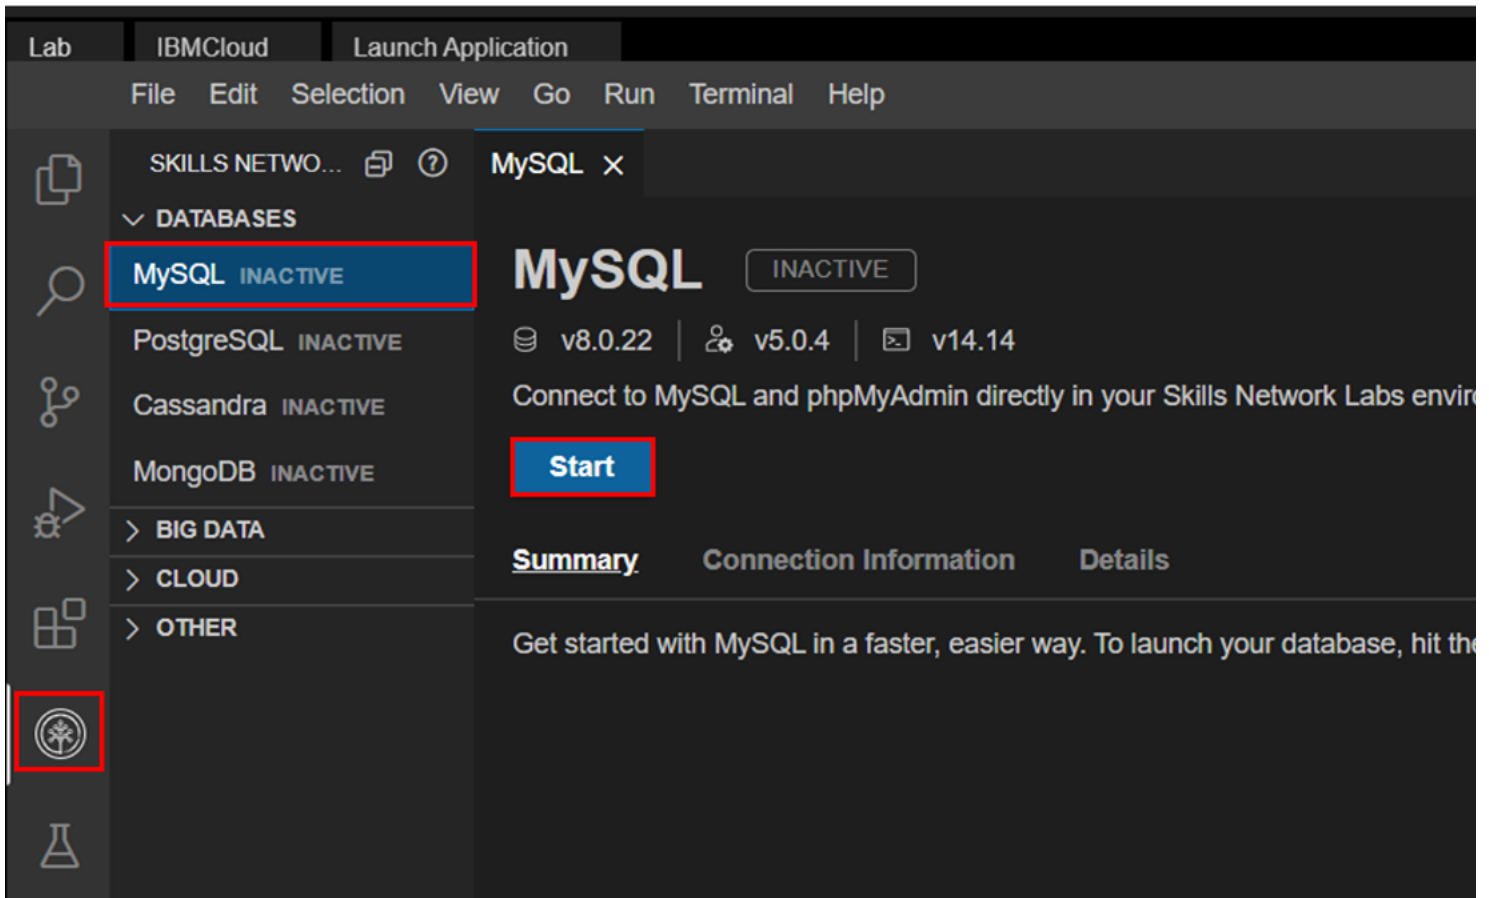 Lab IBMCloud Launch Application
File Edit Selection View Go Run Terminal Help
SKILLS NETWO...
DATABASES
MySQL INACTIVE
PostgreSQL INACTIVE
Cassandra INACTIVE
MongoDB INACTIVE
BIG DATA
CLOUD
OTHER
MySQL
MySQL INACTIVE
v8.0.22 v5.0.4 v14.14
Connect to MySQL and phpMyAdmin directly in your Skills Network Labs
Start
Summary Connection Information Details
Get started with MySQL in a faster, easier way. To launch your database, hit